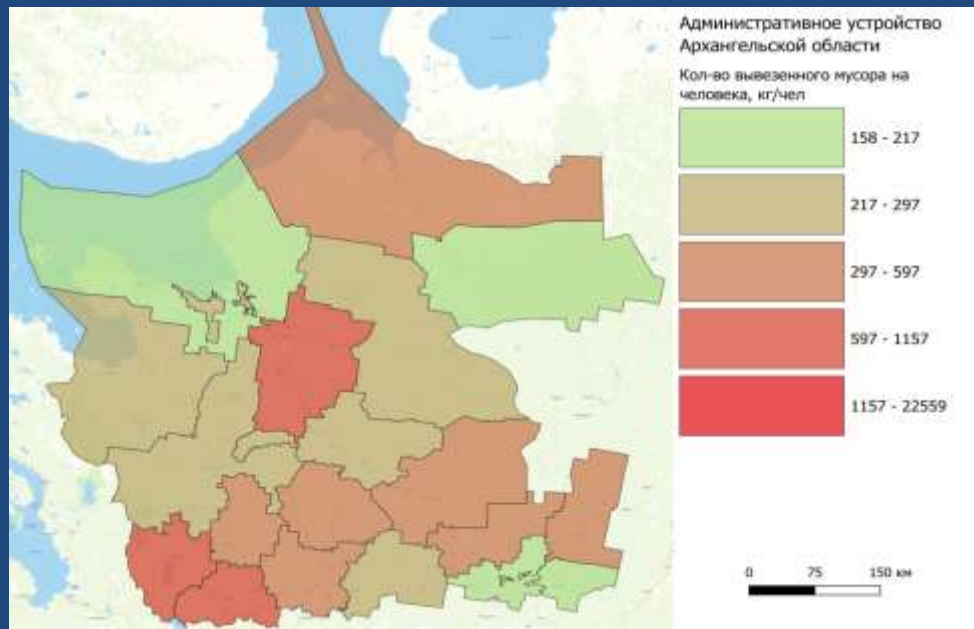 Административное устройство
Архангельской области
Кол-во вывезенного мусора на
человека, кг/чел
158 - 217
217 - 297
297 - 597
597 - 1157
1157 - 22559
0 75 150 км